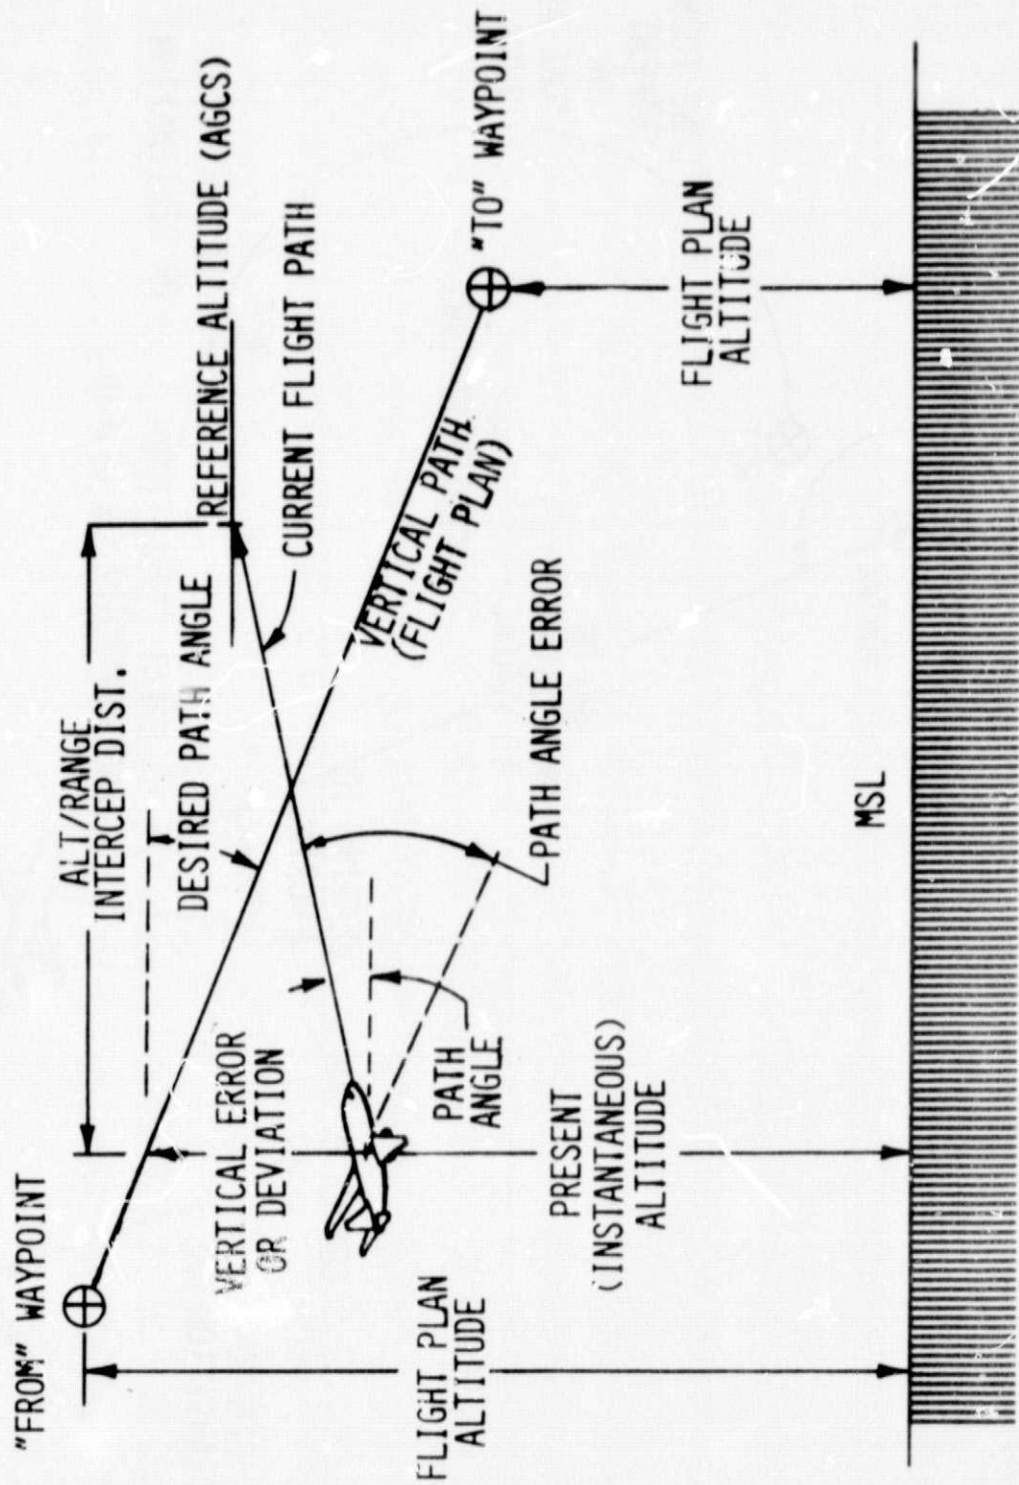 "FROM" WAYPOINT
ALT/RANGE
INTERCEP DIST.
REFERENCE ALTITUDE (AGCS)
DESIRED PATH ANGLE
CURRENT FLIGHT PATH
VERTICAL ERROR
OR DEVIATION
"TO" WAYPOINT
VERTICAL PATH
(FLIGHT PLAN)
PATH
ANGLE
PATH ANGLE ERROR
FLIGHT PLAN
ALTITUDE
PRESENT
(INSTANTANEOUS)
ALTITUDE
FLIGHT PLAN
ALTITUDE
MSL